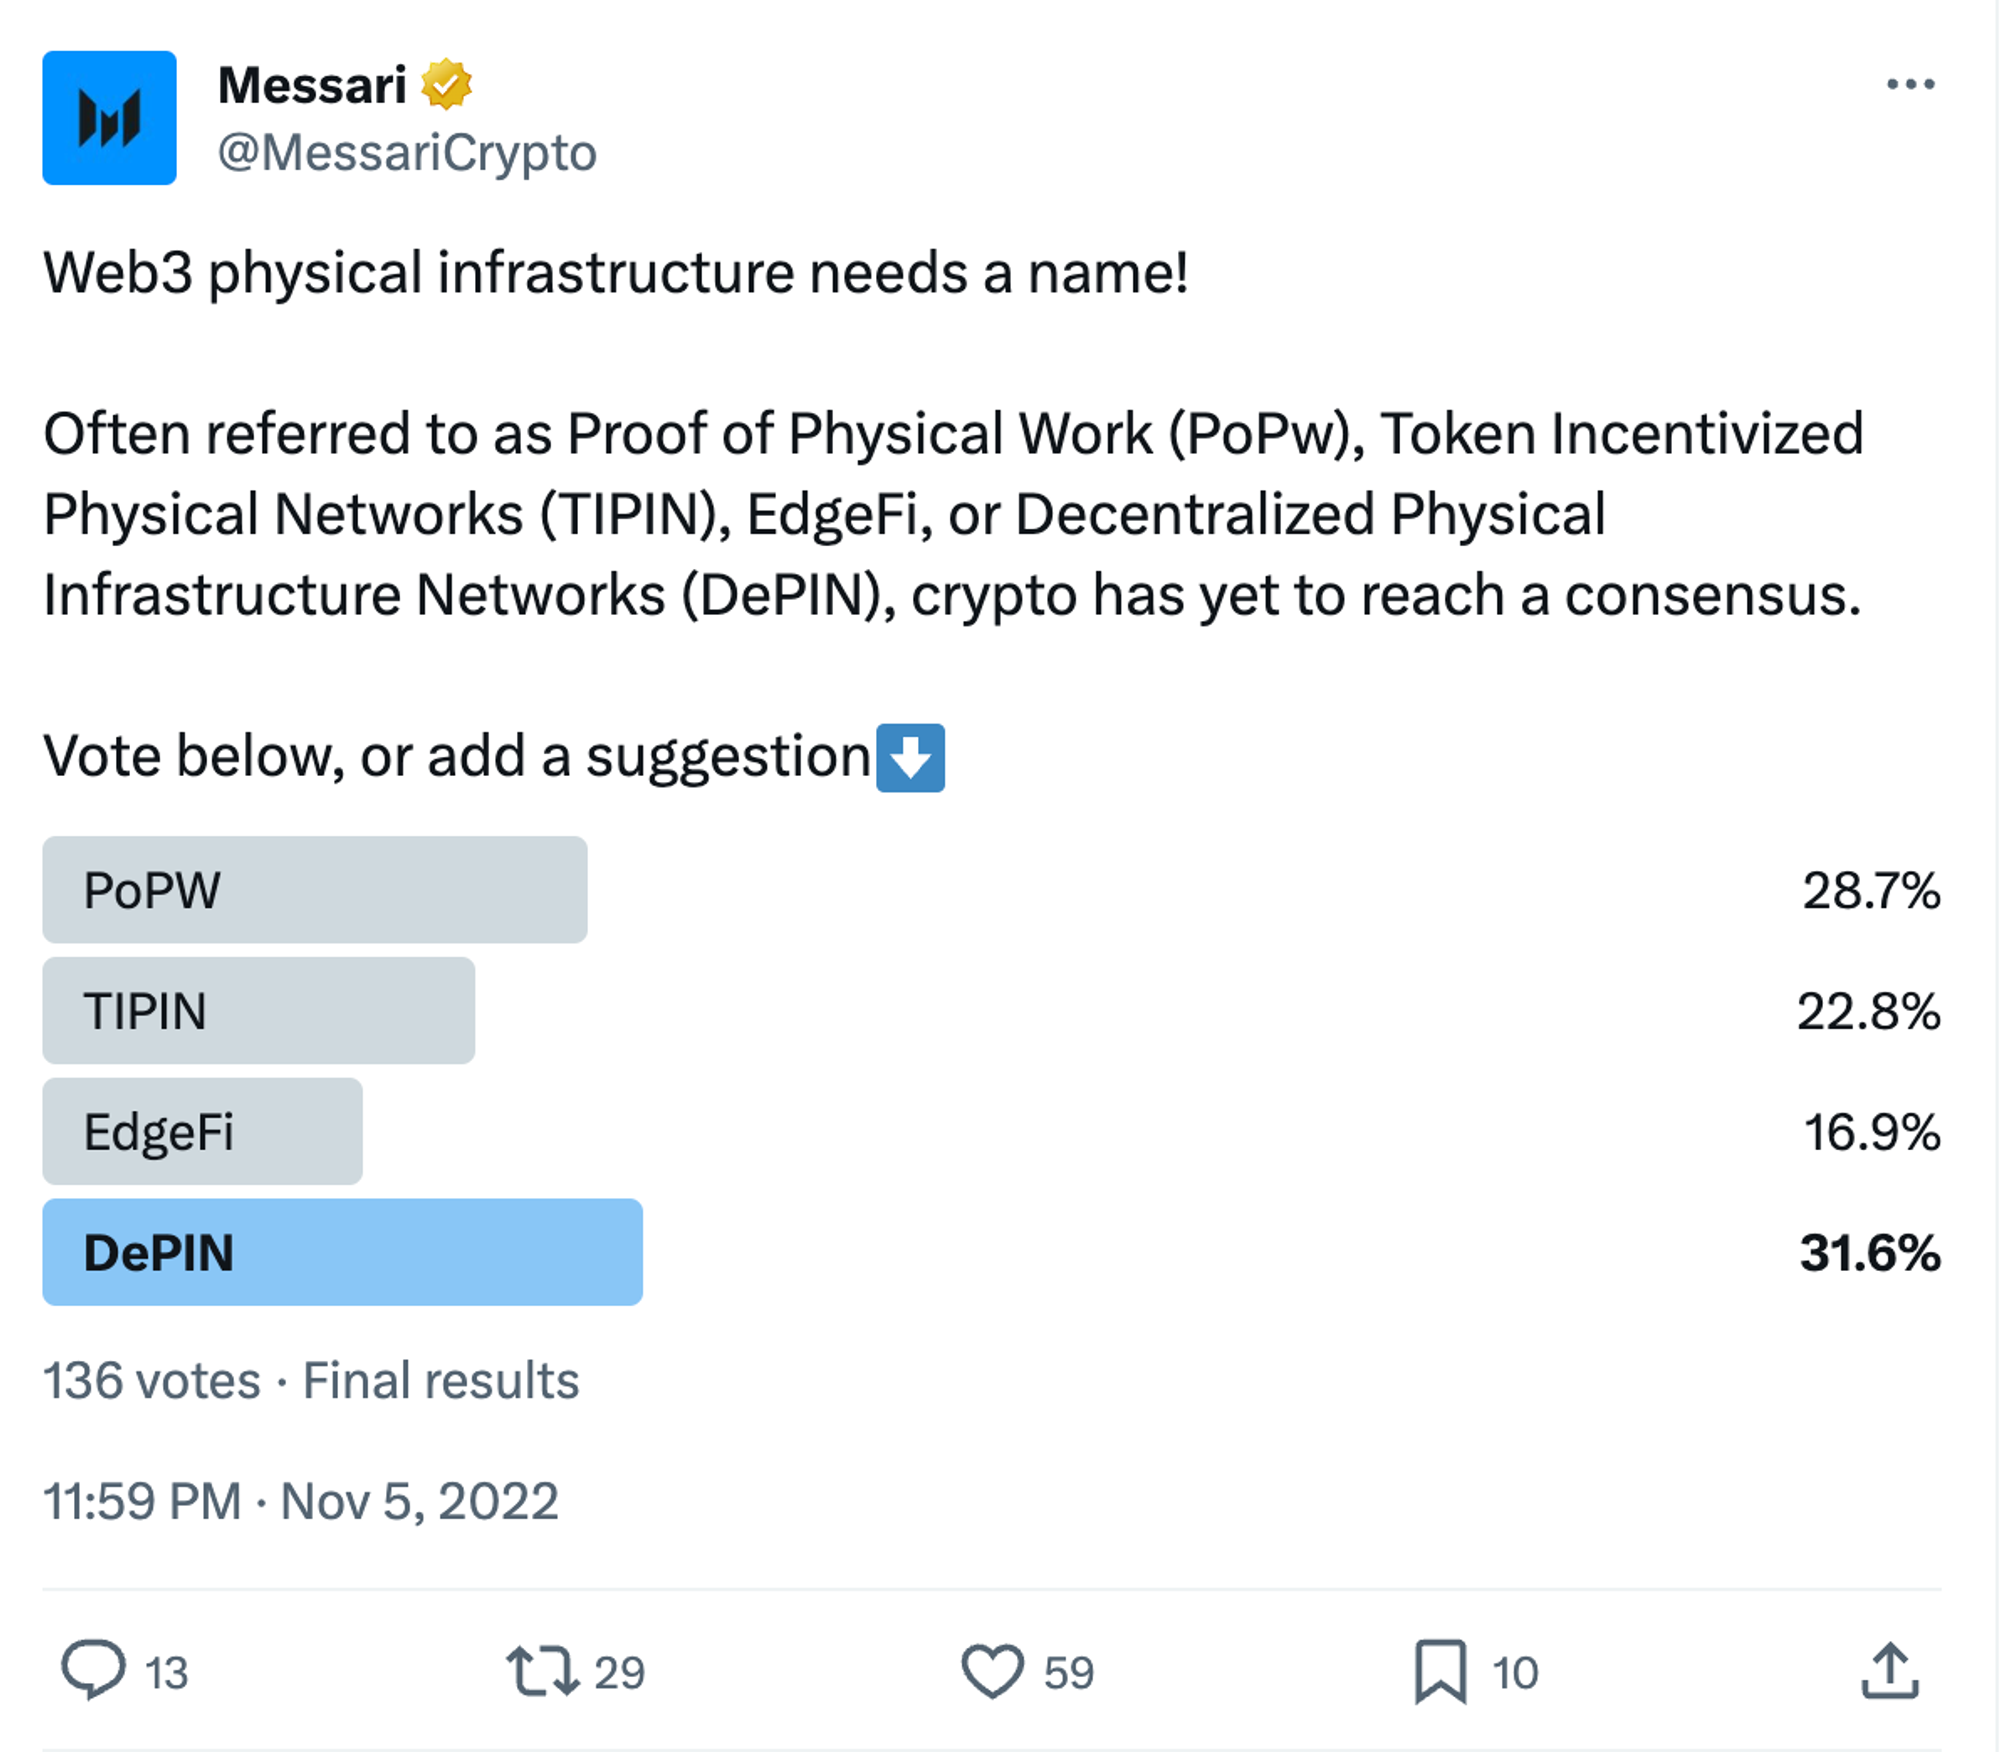 Messari
@MessariCrypto
Web3 physical infrastructure needs a name!
Often referred to as Proof of Physical Work (PoPw), Token Incentivized
Physical Networks (TIPIN), EdgeFi, or Decentralized Physical
Infrastructure Networks (DePIN), crypto has yet to reach a consensus.
Vote below, or add a suggestion⬇️
PoPW 28.7%
TIPIN 22.8%
EdgeFi 16.9%
DePIN 31.6%
136 votes · Final results
11:59 PM · Nov 5, 2022
13 29 59 10